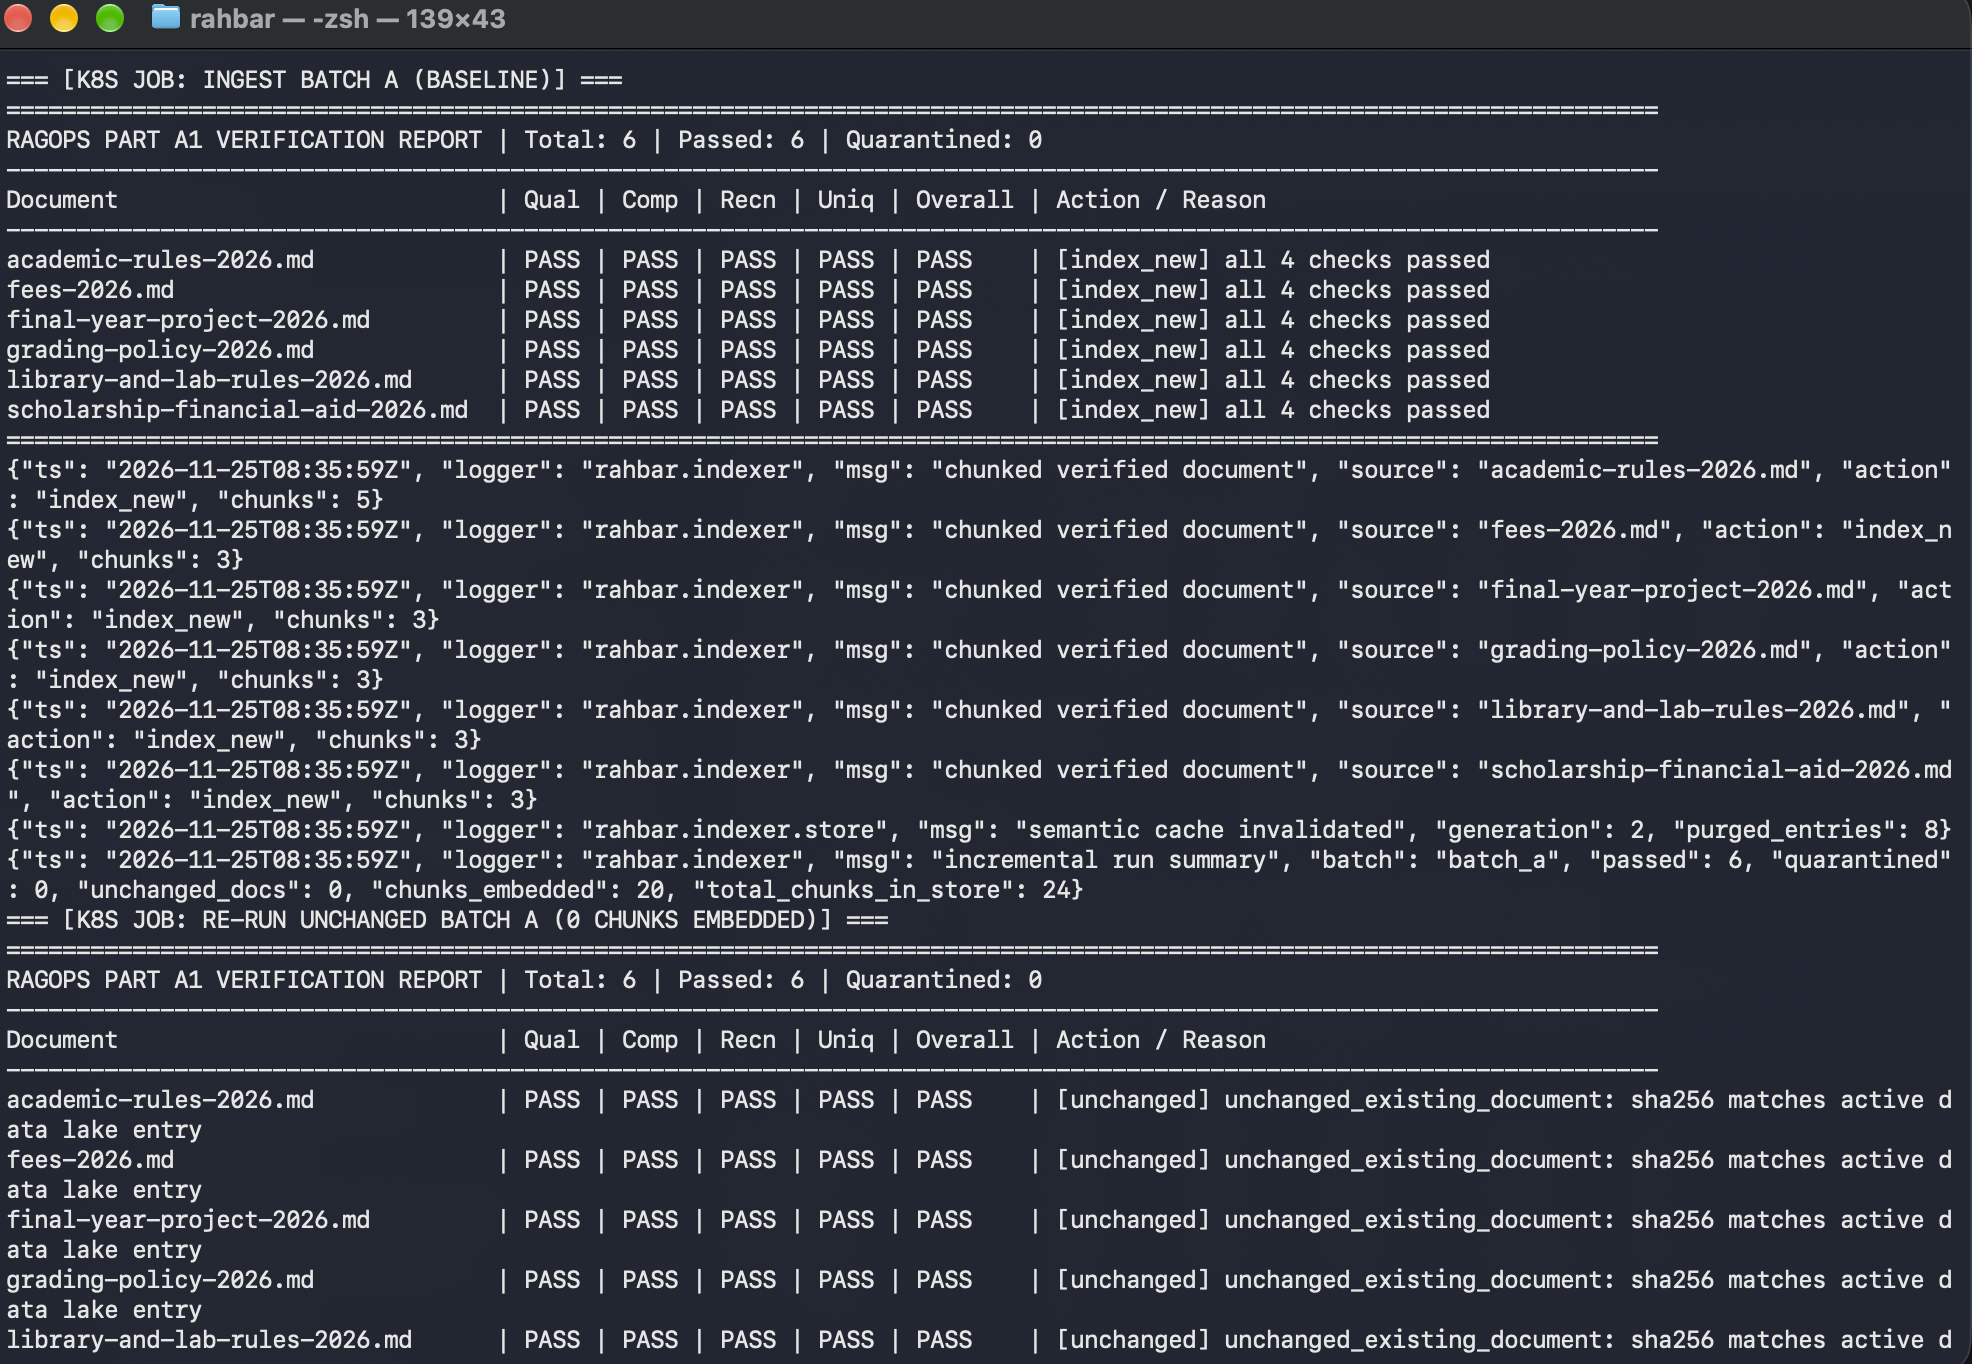 rahbar — -zsh — 139×43
=== [K8S JOB: INGEST BATCH A (BASELINE)] ===
======================================================================================================================
RAGOPS PART A1 VERIFICATION REPORT | Total: 6 | Passed: 6 | Quarantined: 0
----------------------------------------------------------------------------------------------------------------------
Document                           | Qual | Comp | Recn | Uniq | Overall | Action / Reason
----------------------------------------------------------------------------------------------------------------------
academic-rules-2026.md             | PASS | PASS | PASS | PASS | PASS    | [index_new] all 4 checks passed
fees-2026.md                       | PASS | PASS | PASS | PASS | PASS    | [index_new] all 4 checks passed
final-year-project-2026.md         | PASS | PASS | PASS | PASS | PASS    | [index_new] all 4 checks passed
grading-policy-2026.md             | PASS | PASS | PASS | PASS | PASS    | [index_new] all 4 checks passed
library-and-lab-rules-2026.md      | PASS | PASS | PASS | PASS | PASS    | [index_new] all 4 checks passed
scholarship-financial-aid-2026.md  | PASS | PASS | PASS | PASS | PASS    | [index_new] all 4 checks passed
======================================================================================================================
{"ts": "2026-11-25T08:35:59Z", "logger": "rahbar.indexer", "msg": "chunked verified document", "source": "academic-rules-2026.md", "action"
: "index_new", "chunks": 5}
{"ts": "2026-11-25T08:35:59Z", "logger": "rahbar.indexer", "msg": "chunked verified document", "source": "fees-2026.md", "action": "index_n
ew", "chunks": 3}
{"ts": "2026-11-25T08:35:59Z", "logger": "rahbar.indexer", "msg": "chunked verified document", "source": "final-year-project-2026.md", "act
ion": "index_new", "chunks": 3}
{"ts": "2026-11-25T08:35:59Z", "logger": "rahbar.indexer", "msg": "chunked verified document", "source": "grading-policy-2026.md", "action"
: "index_new", "chunks": 3}
{"ts": "2026-11-25T08:35:59Z", "logger": "rahbar.indexer", "msg": "chunked verified document", "source": "library-and-lab-rules-2026.md", "
action": "index_new", "chunks": 3}
{"ts": "2026-11-25T08:35:59Z", "logger": "rahbar.indexer", "msg": "chunked verified document", "source": "scholarship-financial-aid-2026.md
", "action": "index_new", "chunks": 3}
{"ts": "2026-11-25T08:35:59Z", "logger": "rahbar.indexer.store", "msg": "semantic cache invalidated", "generation": 2, "purged_entries": 8}
{"ts": "2026-11-25T08:35:59Z", "logger": "rahbar.indexer", "msg": "incremental run summary", "batch": "batch_a", "passed": 6, "quarantined"
: 0, "unchanged_docs": 0, "chunks_embedded": 20, "total_chunks_in_store": 24}
=== [K8S JOB: RE-RUN UNCHANGED BATCH A (0 CHUNKS EMBEDDED)] ===
======================================================================================================================
RAGOPS PART A1 VERIFICATION REPORT | Total: 6 | Passed: 6 | Quarantined: 0
----------------------------------------------------------------------------------------------------------------------
Document                           | Qual | Comp | Recn | Uniq | Overall | Action / Reason
----------------------------------------------------------------------------------------------------------------------
academic-rules-2026.md             | PASS | PASS | PASS | PASS | PASS    | [unchanged] unchanged_existing_document: sha256 matches active d
ata lake entry
fees-2026.md                       | PASS | PASS | PASS | PASS | PASS    | [unchanged] unchanged_existing_document: sha256 matches active d
ata lake entry
final-year-project-2026.md         | PASS | PASS | PASS | PASS | PASS    | [unchanged] unchanged_existing_document: sha256 matches active d
ata lake entry
grading-policy-2026.md             | PASS | PASS | PASS | PASS | PASS    | [unchanged] unchanged_existing_document: sha256 matches active d
ata lake entry
library-and-lab-rules-2026.md      | PASS | PASS | PASS | PASS | PASS    | [unchanged] unchanged_existing_document: sha256 matches active d